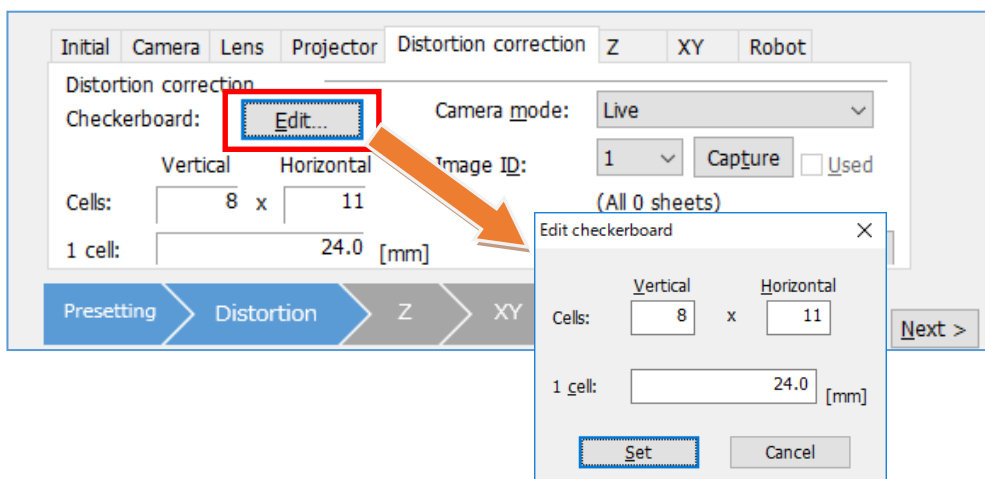 Initial Camera Lens Projector Distortion correction Z XY Robot
Distortion correction
Checkerboard: Edit... Camera mode: Live
Vertical Horizontal Image ID: 1 Capture Used
Cells: 8 x 11 (All 0 sheets)
1 cell: 24.0 [mm]
Presetting Distortion Z XY Next >
Edit checkerboard
Vertical Horizontal
Cells: 8 x 11
1 cell: 24.0 [mm]
Set Cancel